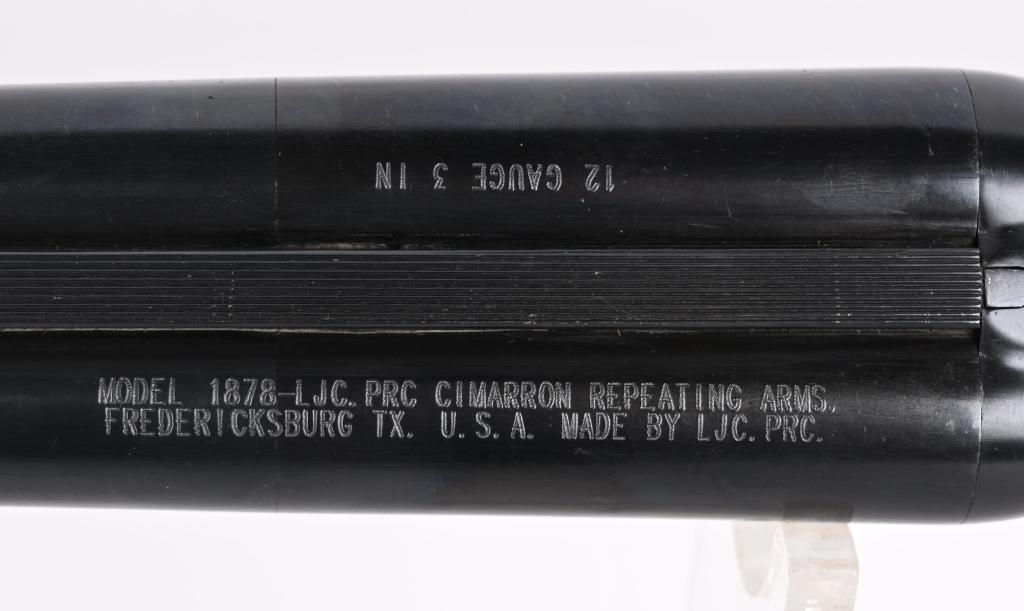 12 GAUGE 3 IN
MODEL 1878-LJC.PRC CIMARRON REPEATING ARMS.
FREDERICKSBURG TX. U.S.A. MADE BY LJC.PRC.